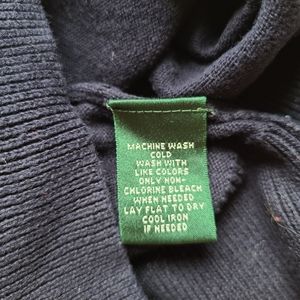 MACHINE WASH
COLD
WASH WITH
LIKE COLORS
ONLY NON-
CHLORINE BLEACH
WHEN NEEDED
LAY FLAT TO DRY
COOL IRON
IF NEEDED